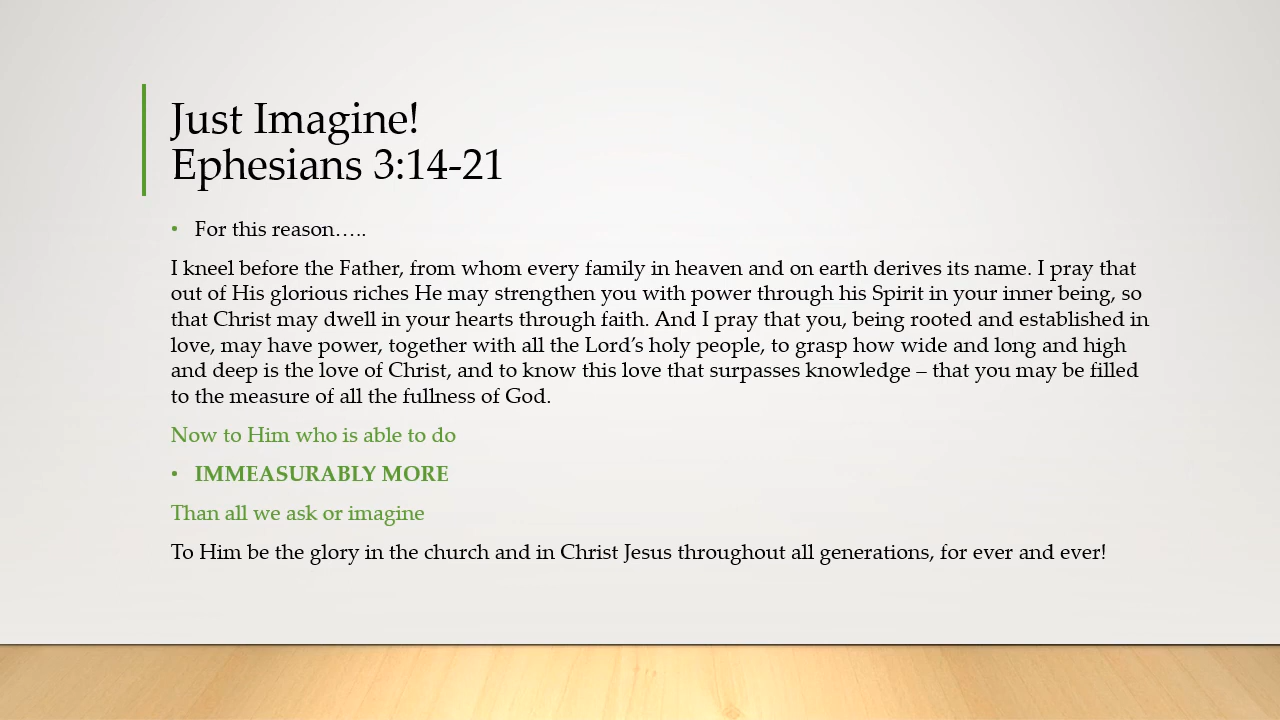 Just Imagine!
Ephesians 3:14-21
• For this reason…..
I kneel before the Father, from whom every family in heaven and on earth derives its name. I pray that
out of His glorious riches He may strengthen you with power through his Spirit in your inner being, so
that Christ may dwell in your hearts through faith. And I pray that you, being rooted and established in
love, may have power, together with all the Lord’s holy people, to grasp how wide and long and high
and deep is the love of Christ, and to know this love that surpasses knowledge – that you may be filled
to the measure of all the fullness of God.
Now to Him who is able to do
• IMMEASURABLY MORE
Than all we ask or imagine
To Him be the glory in the church and in Christ Jesus throughout all generations, for ever and ever!